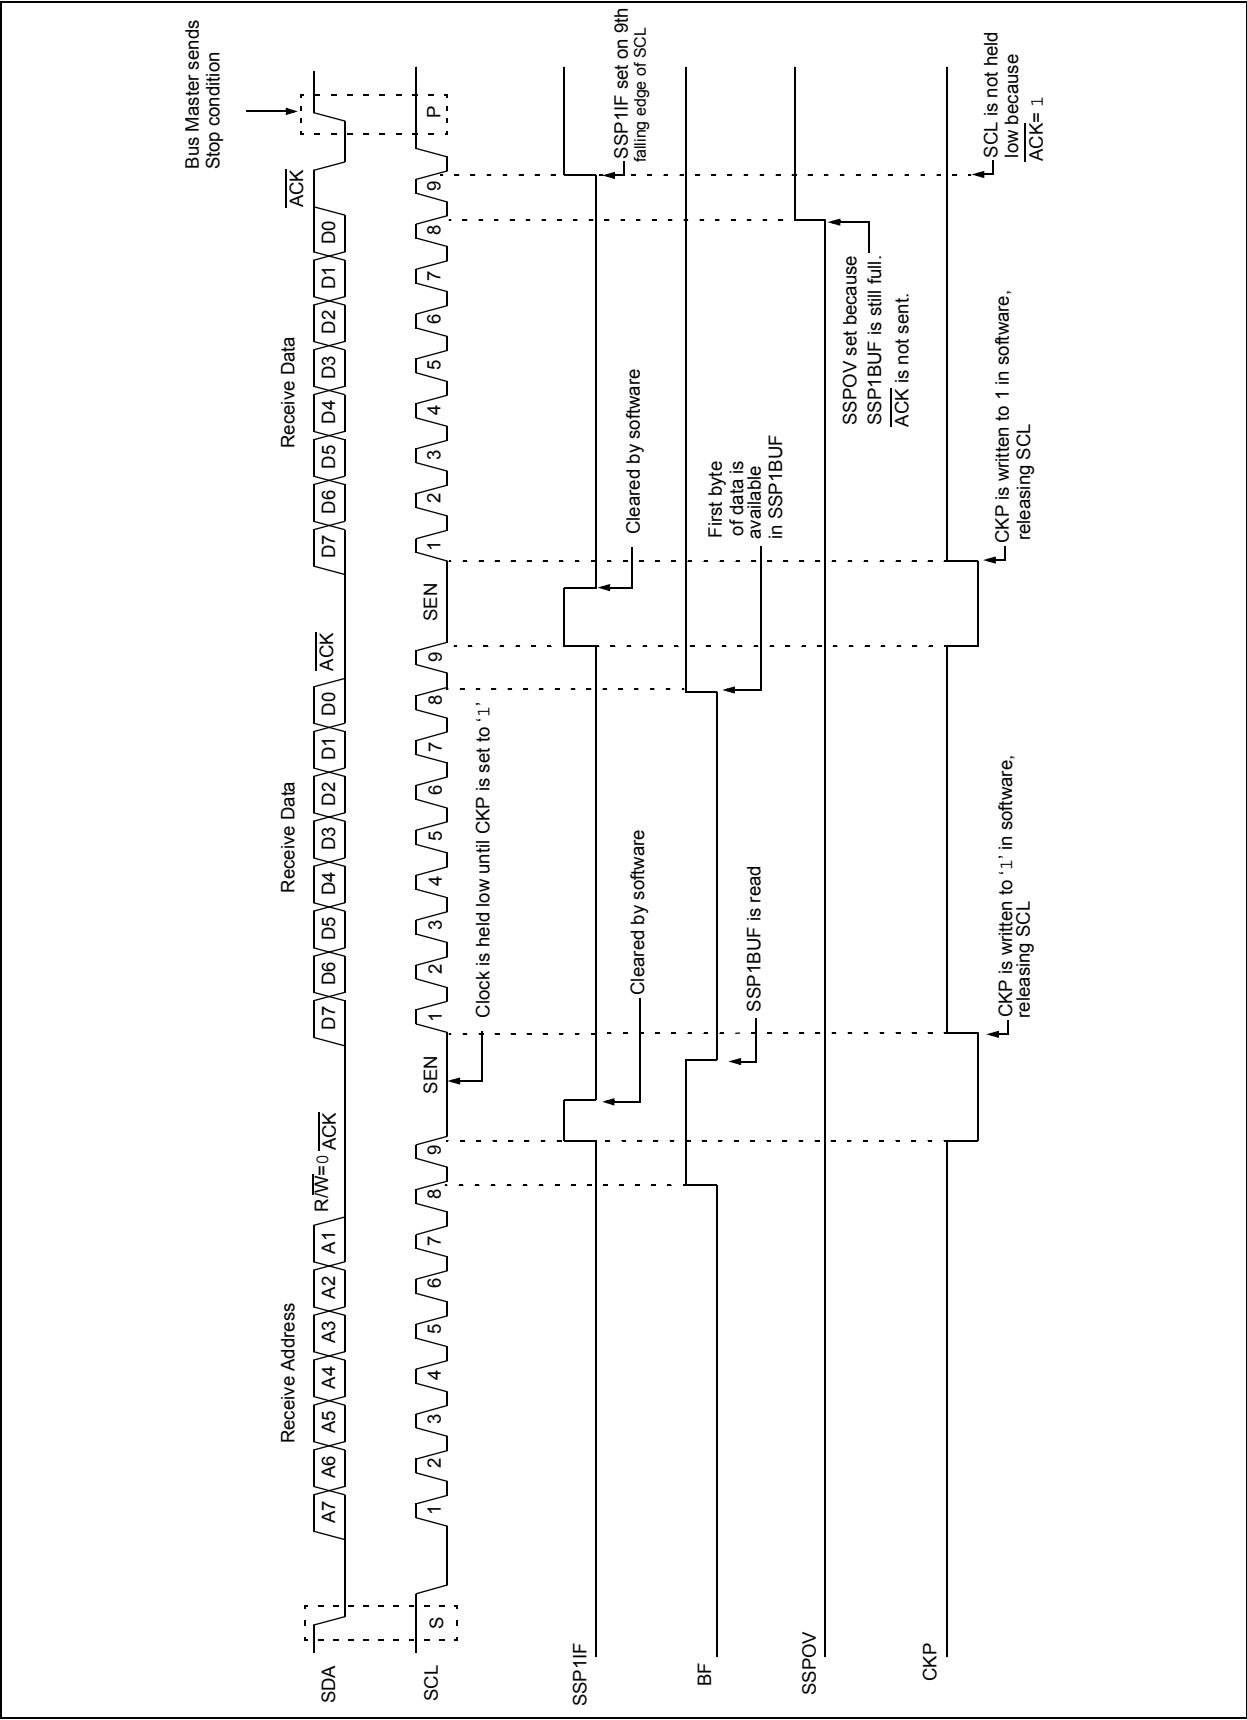 Bus Master sends
Stop condition
Receive Address
Receive Data
Receive Data
SDA
A7 A6 A5 A4 A3 A2 A1 R/W=0 ACK D7 D6 D5 D4 D3 D2 D1 D0 ACK D7 D6 D5 D4 D3 D2 D1 D0 ACK
SCL
S 1 2 3 4 5 6 7 8 9 SEN 1 2 3 4 5 6 7 8 9 SEN 1 2 3 4 5 6 7 8 9 P
Clock is held low until CKP is set to ‘1’
SSP1IF
Cleared by software
Cleared by software
SSP1IF set on 9th
falling edge of SCL
BF
SSP1BUF is read
First byte
of data is
available
in SSP1BUF
SSPOV
SSPOV set because
SSP1BUF is still full.
ACK is not sent.
CKP
CKP is written to ‘1’ in software,
releasing SCL
CKP is written to 1 in software,
releasing SCL
SCL is not held
low because
ACK= 1